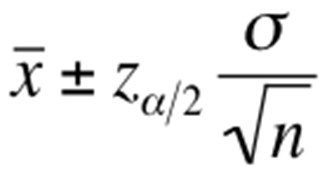 x̄ ± z_{α/2} σ/√n